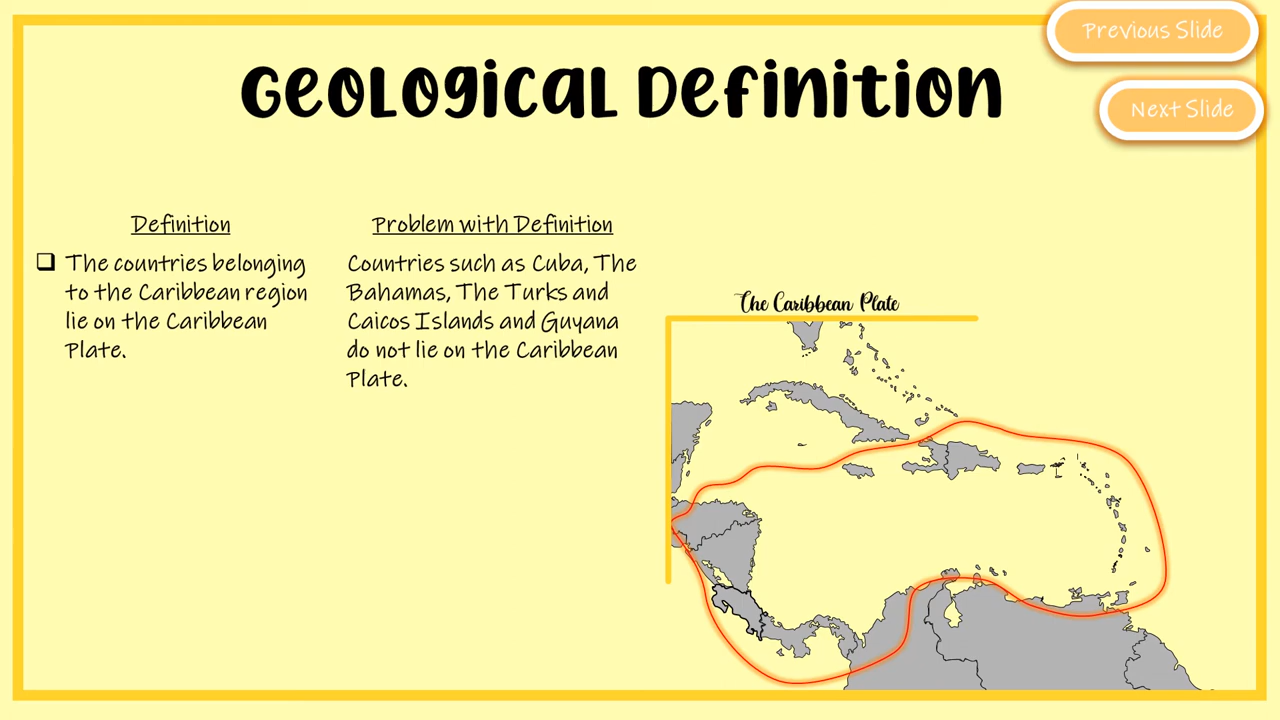 Previous Slide
Geological Definition
Next Slide
Definition
The countries belonging
to the Caribbean region
lie on the Caribbean
Plate.
Problem with Definition
Countries such as Cuba, The
Bahamas, The Turks and
Caicos Islands and Guyana
do not lie on the Caribbean
Plate.
The Caribbean Plate